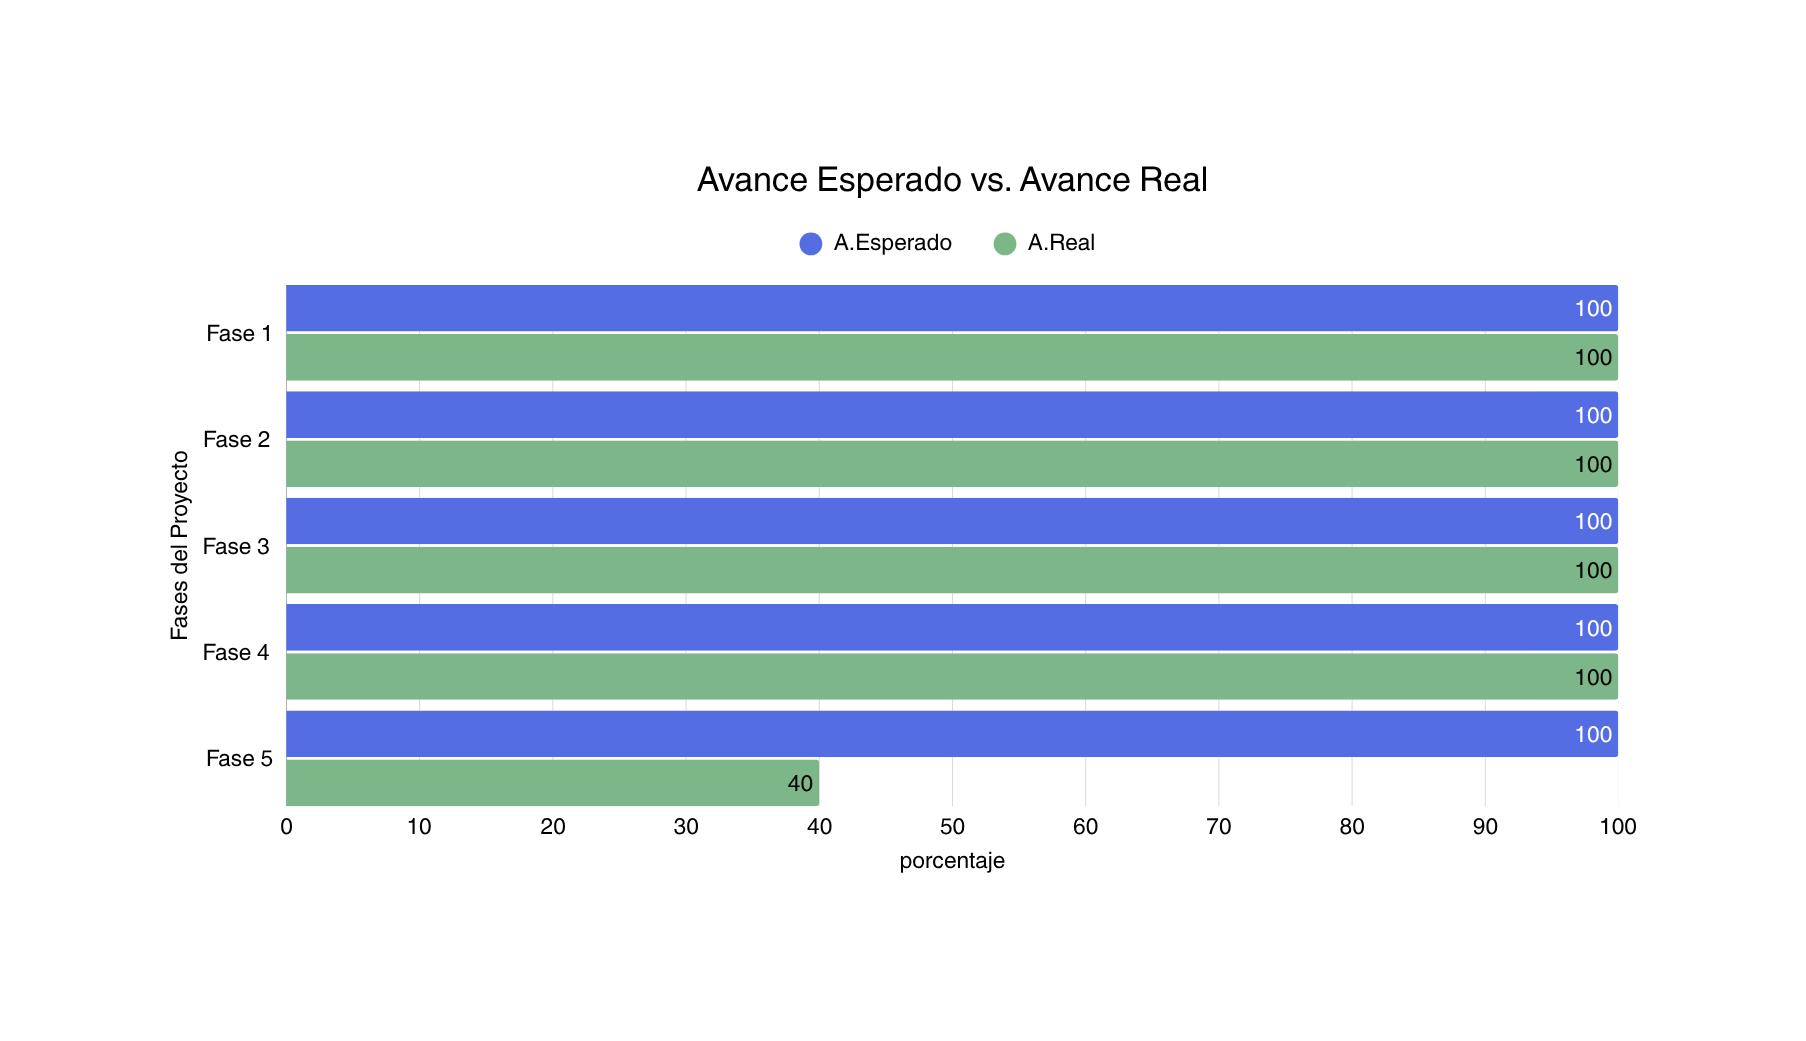 Avance Esperado vs. Avance Real
A.Esperado A.Real
Fases del Proyecto
Fase 1
100
100
Fase 2
100
100
Fase 3
100
100
Fase 4
100
100
Fase 5
100
40
0 10 20 30 40 50 60 70 80 90 100
porcentaje